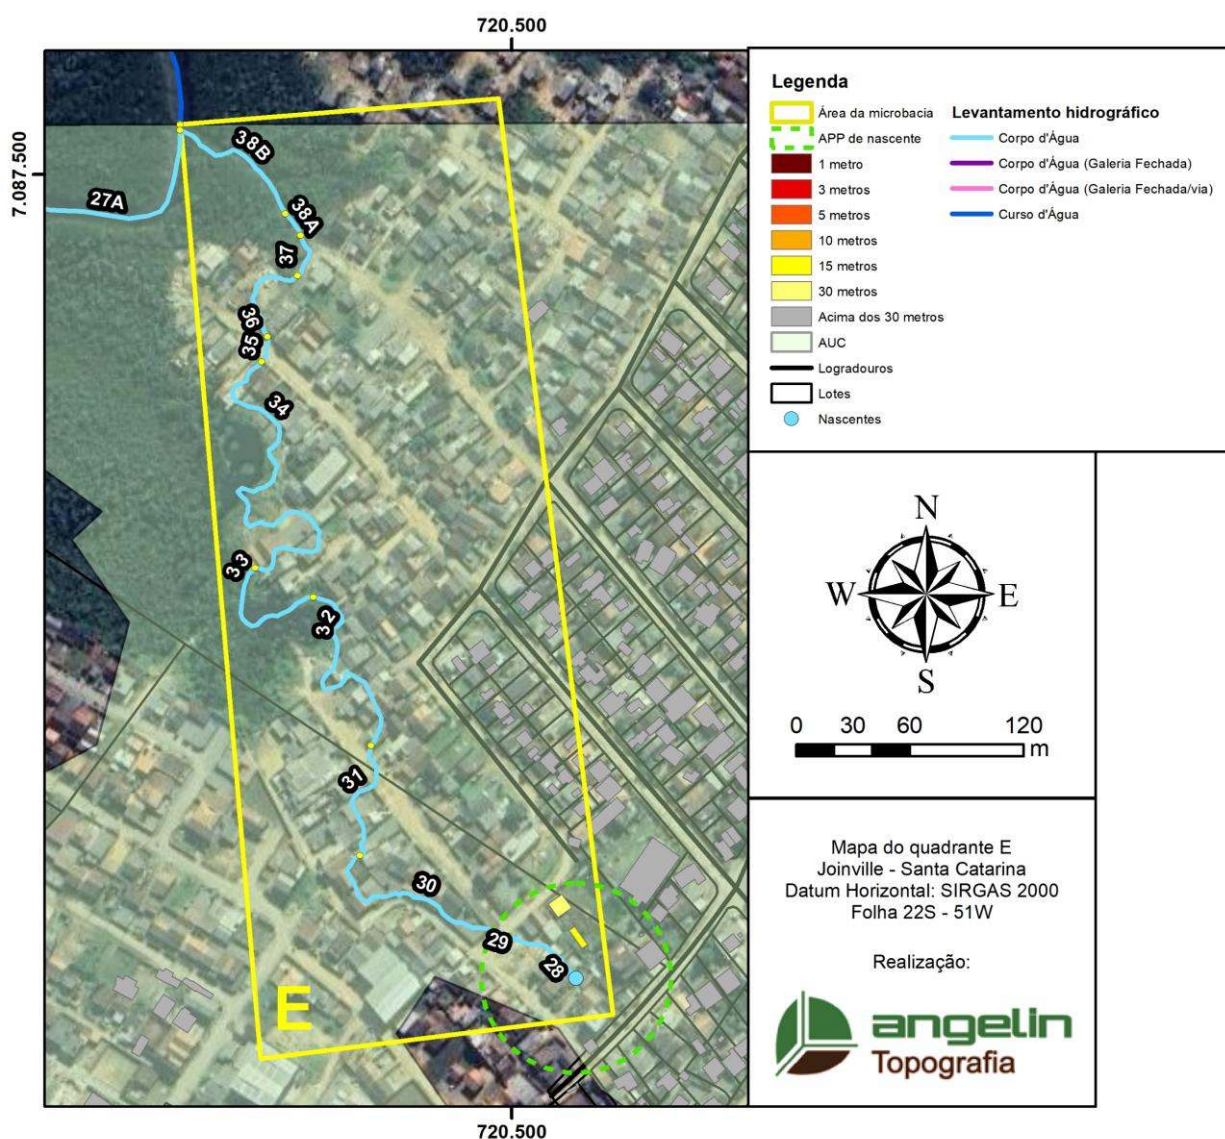 720.500
7.087.500
38B
27A
38A
37
36
35
34
33
32
31
30
29
28
E
Legenda
Área da microbacia
APP de nascente
1 metro
3 metros
5 metros
10 metros
15 metros
30 metros
Acima dos 30 metros
AUC
Logradouros
Lotes
Nascentes
Levantamento hidrográfico
Corpo d'Água
Corpo d'Água (Galeria Fechada)
Corpo d'Água (Galeria Fechada/via)
Curso d'Água
N
W E
S
0 30 60 120
m
Mapa do quadrante E
Joinville - Santa Catarina
Datum Horizontal: SIRGAS 2000
Folha 22S - 51W
Realização:
angelin
Topografia
720.500